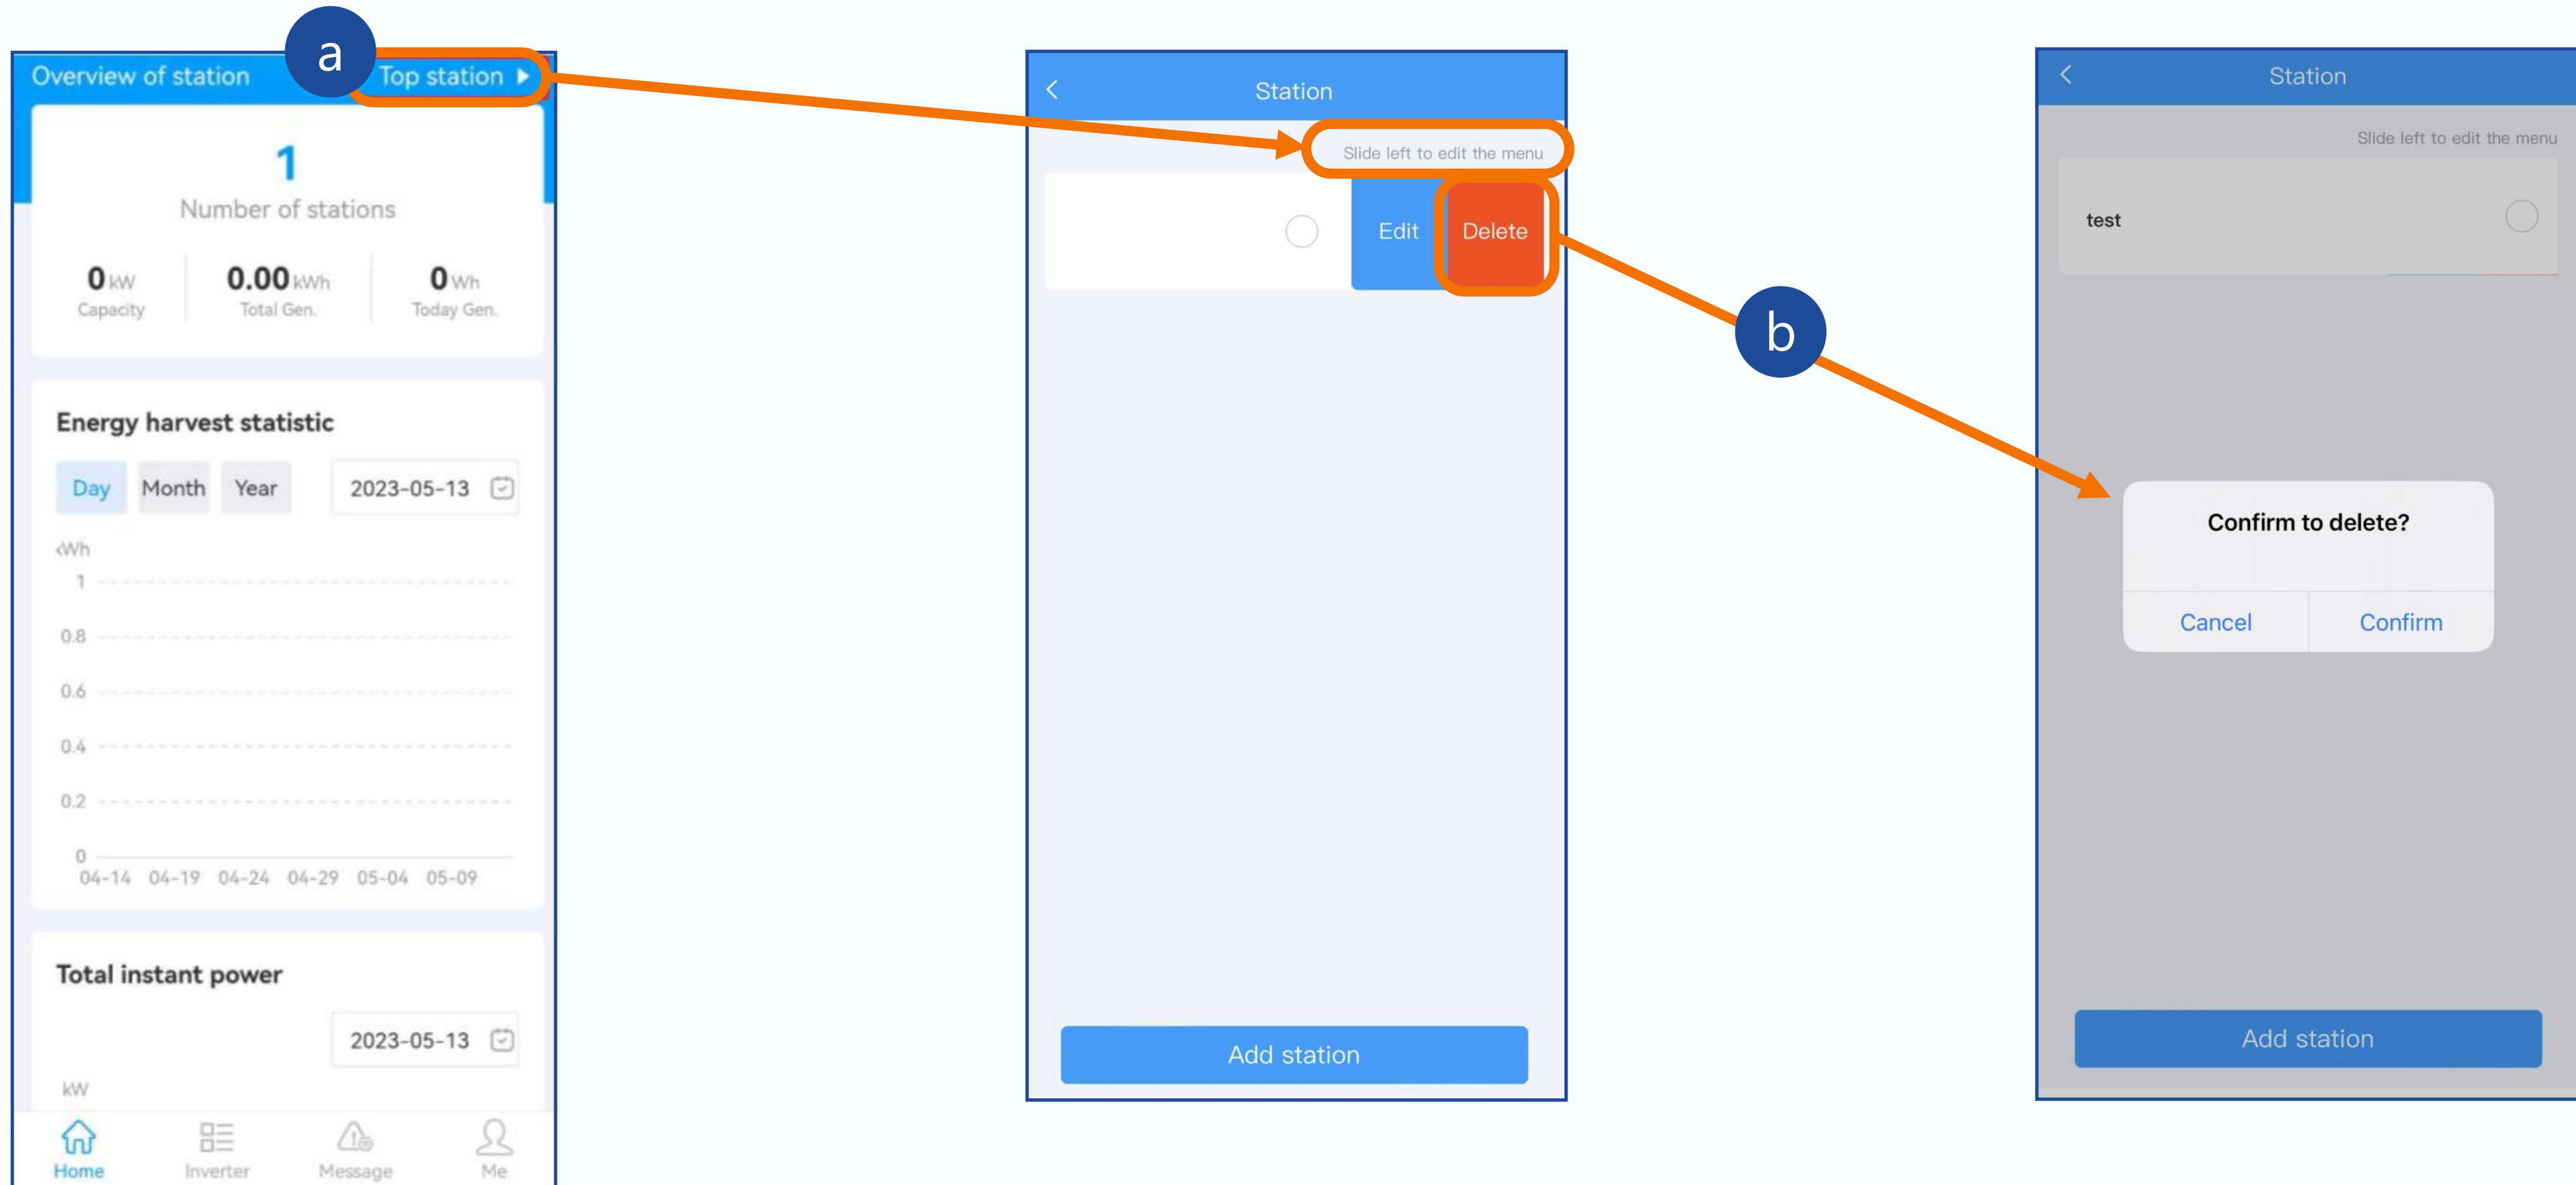 a
Overview of station
Top station
1
Number of stations
0 kW
0.00 kWh
0 Wh
Capacity
Total Gen.
Today Gen.
Energy harvest statistic
Day
Month
Year
2023-05-13
kWh
1
0.8
0.6
0.4
0.2
0
04-14 04-19 04-24 04-29 05-04 05-09
Total instant power
2023-05-13
kW
Home
Inverter
Message
Me
Station
Slide left to edit the menu
Edit
Delete
Add station
b
Station
Slide left to edit the menu
test
Confirm to delete?
Cancel
Confirm
Add station